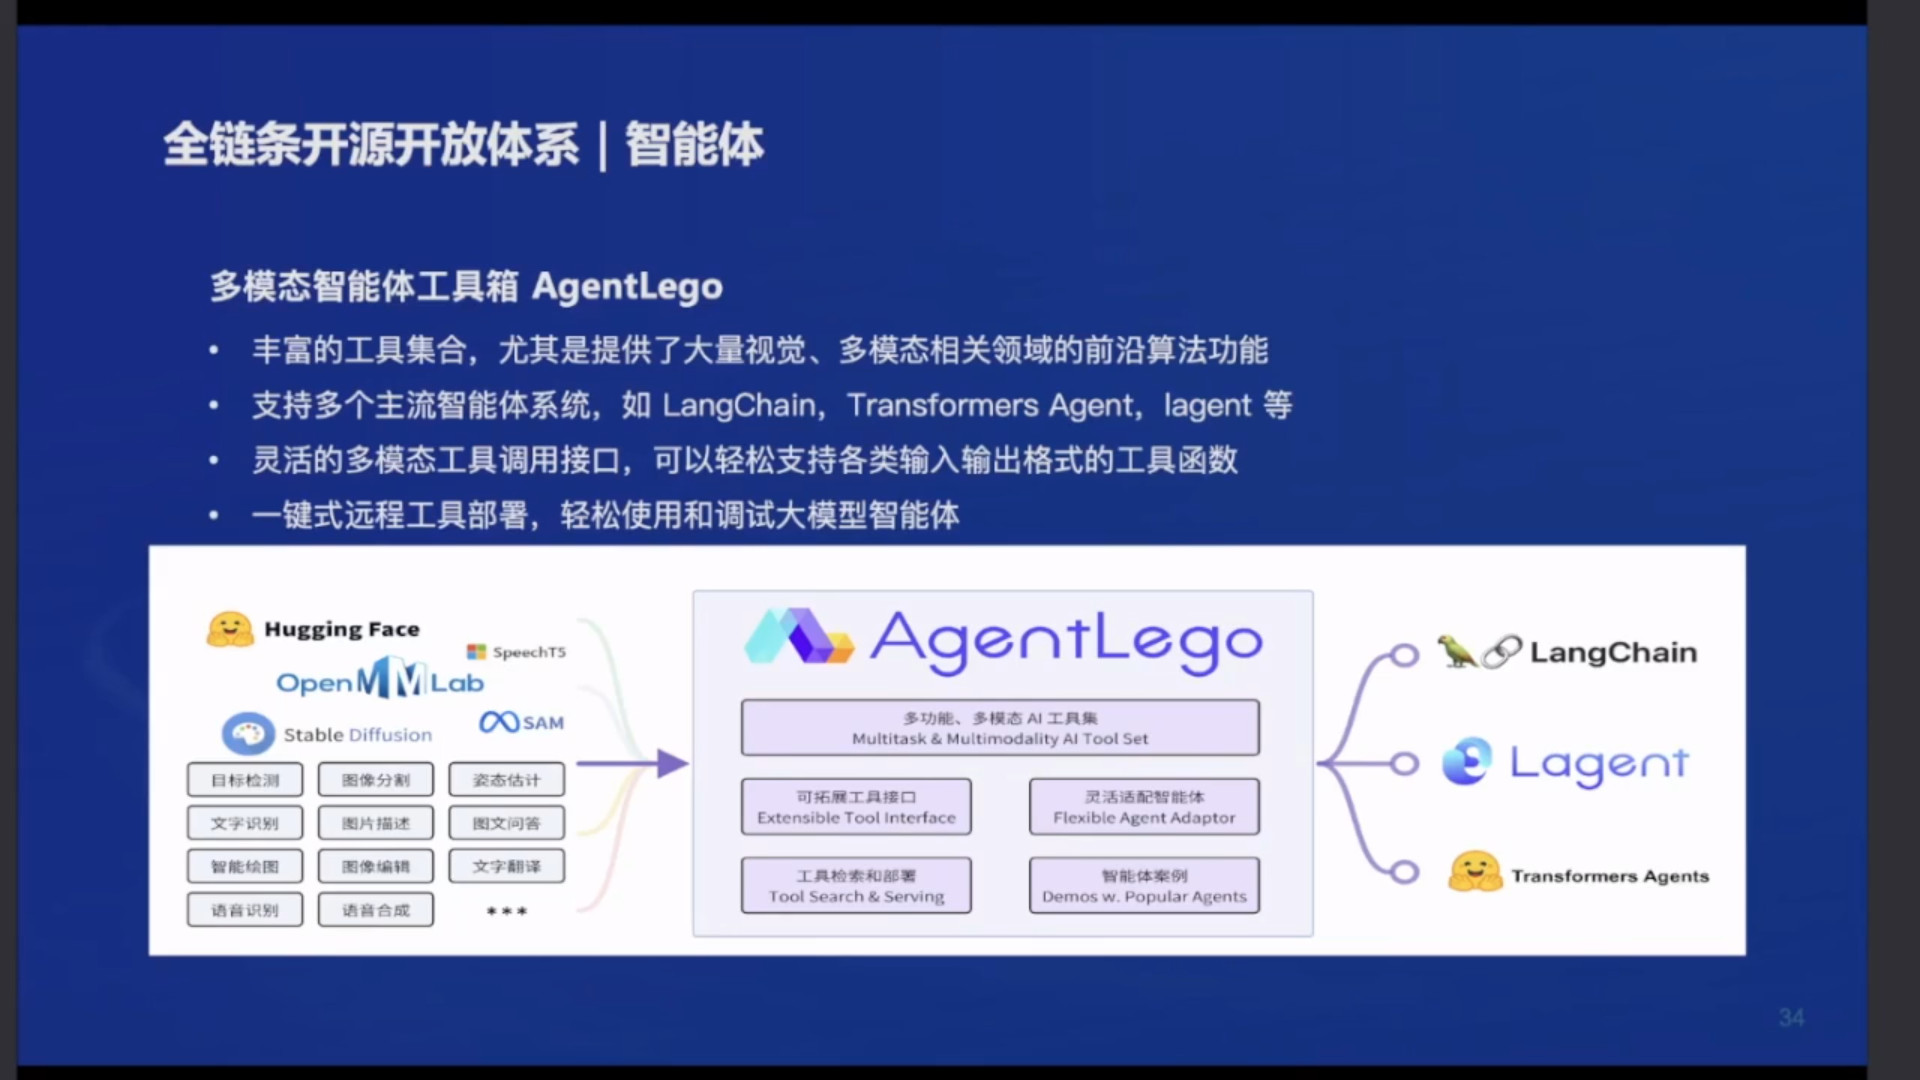 全链条开源开放体系 | 智能体
多模态智能体工具箱 AgentLego
• 丰富的工具集合，尤其是提供了大量视觉、多模态相关领域的前沿算法功能
• 支持多个主流智能体系统，如 LangChain，Transformers Agent，lagent 等
• 灵活的多模态工具调用接口，可以轻松支持各类输入输出格式的工具函数
• 一键式远程工具部署，轻松使用和调试大模型智能体
Hugging Face
SpeechT5
OpenMMLab
Stable Diffusion
SAM
目标检测 图像分割 姿态估计
文字识别 图片描述 图文问答
智能绘图 图像编辑 文字翻译
语音识别 语音合成 ***
AgentLego
多功能、多模态 AI 工具集
Multitask & Multimodality AI Tool Set
可拓展工具接口
Extensible Tool Interface
灵活适配智能体
Flexible Agent Adaptor
工具检索和部署
Tool Search & Serving
智能体案例
Demos w. Popular Agents
LangChain
Lagent
Transformers Agents
34